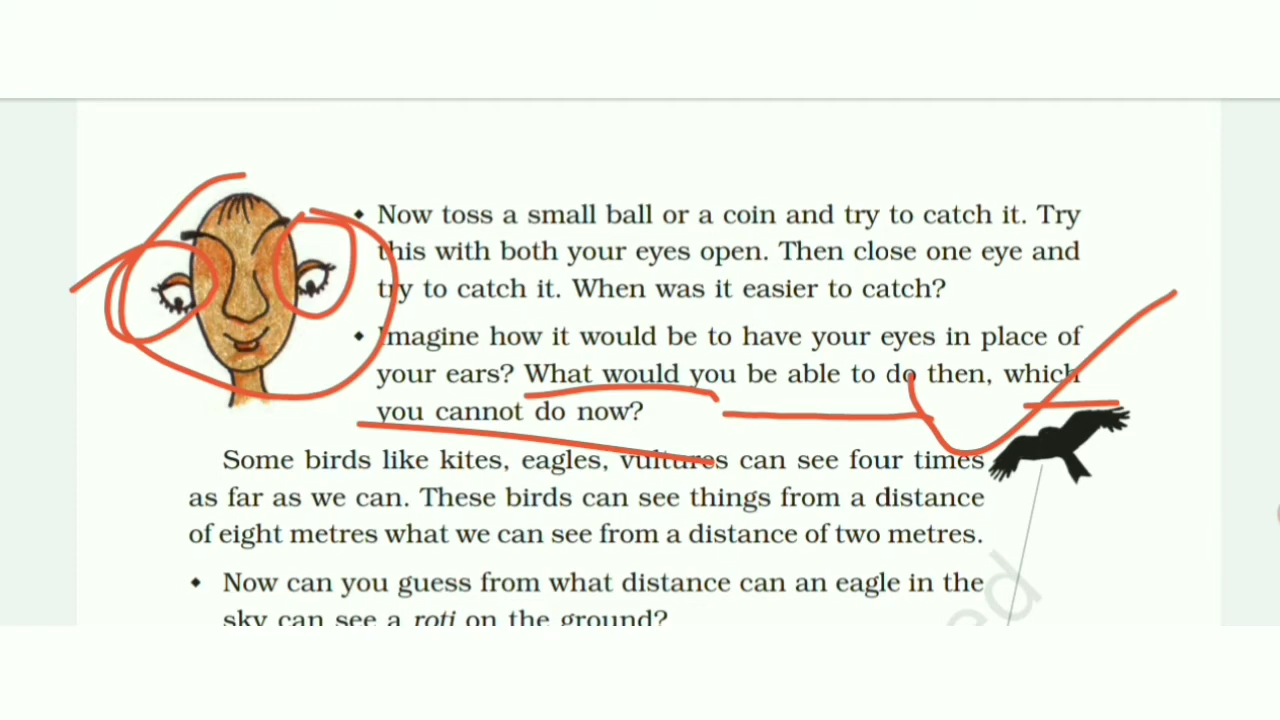 ◆ Now toss a small ball or a coin and try to catch it. Try
this with both your eyes open. Then close one eye and
try to catch it. When was it easier to catch?
◆ Imagine how it would be to have your eyes in place of
your ears? What would you be able to do then, which
you cannot do now?
Some birds like kites, eagles, vultures can see four times
as far as we can. These birds can see things from a distance
of eight metres what we can see from a distance of two metres.
◆ Now can you guess from what distance can an eagle in the
sky can see a roti on the ground?